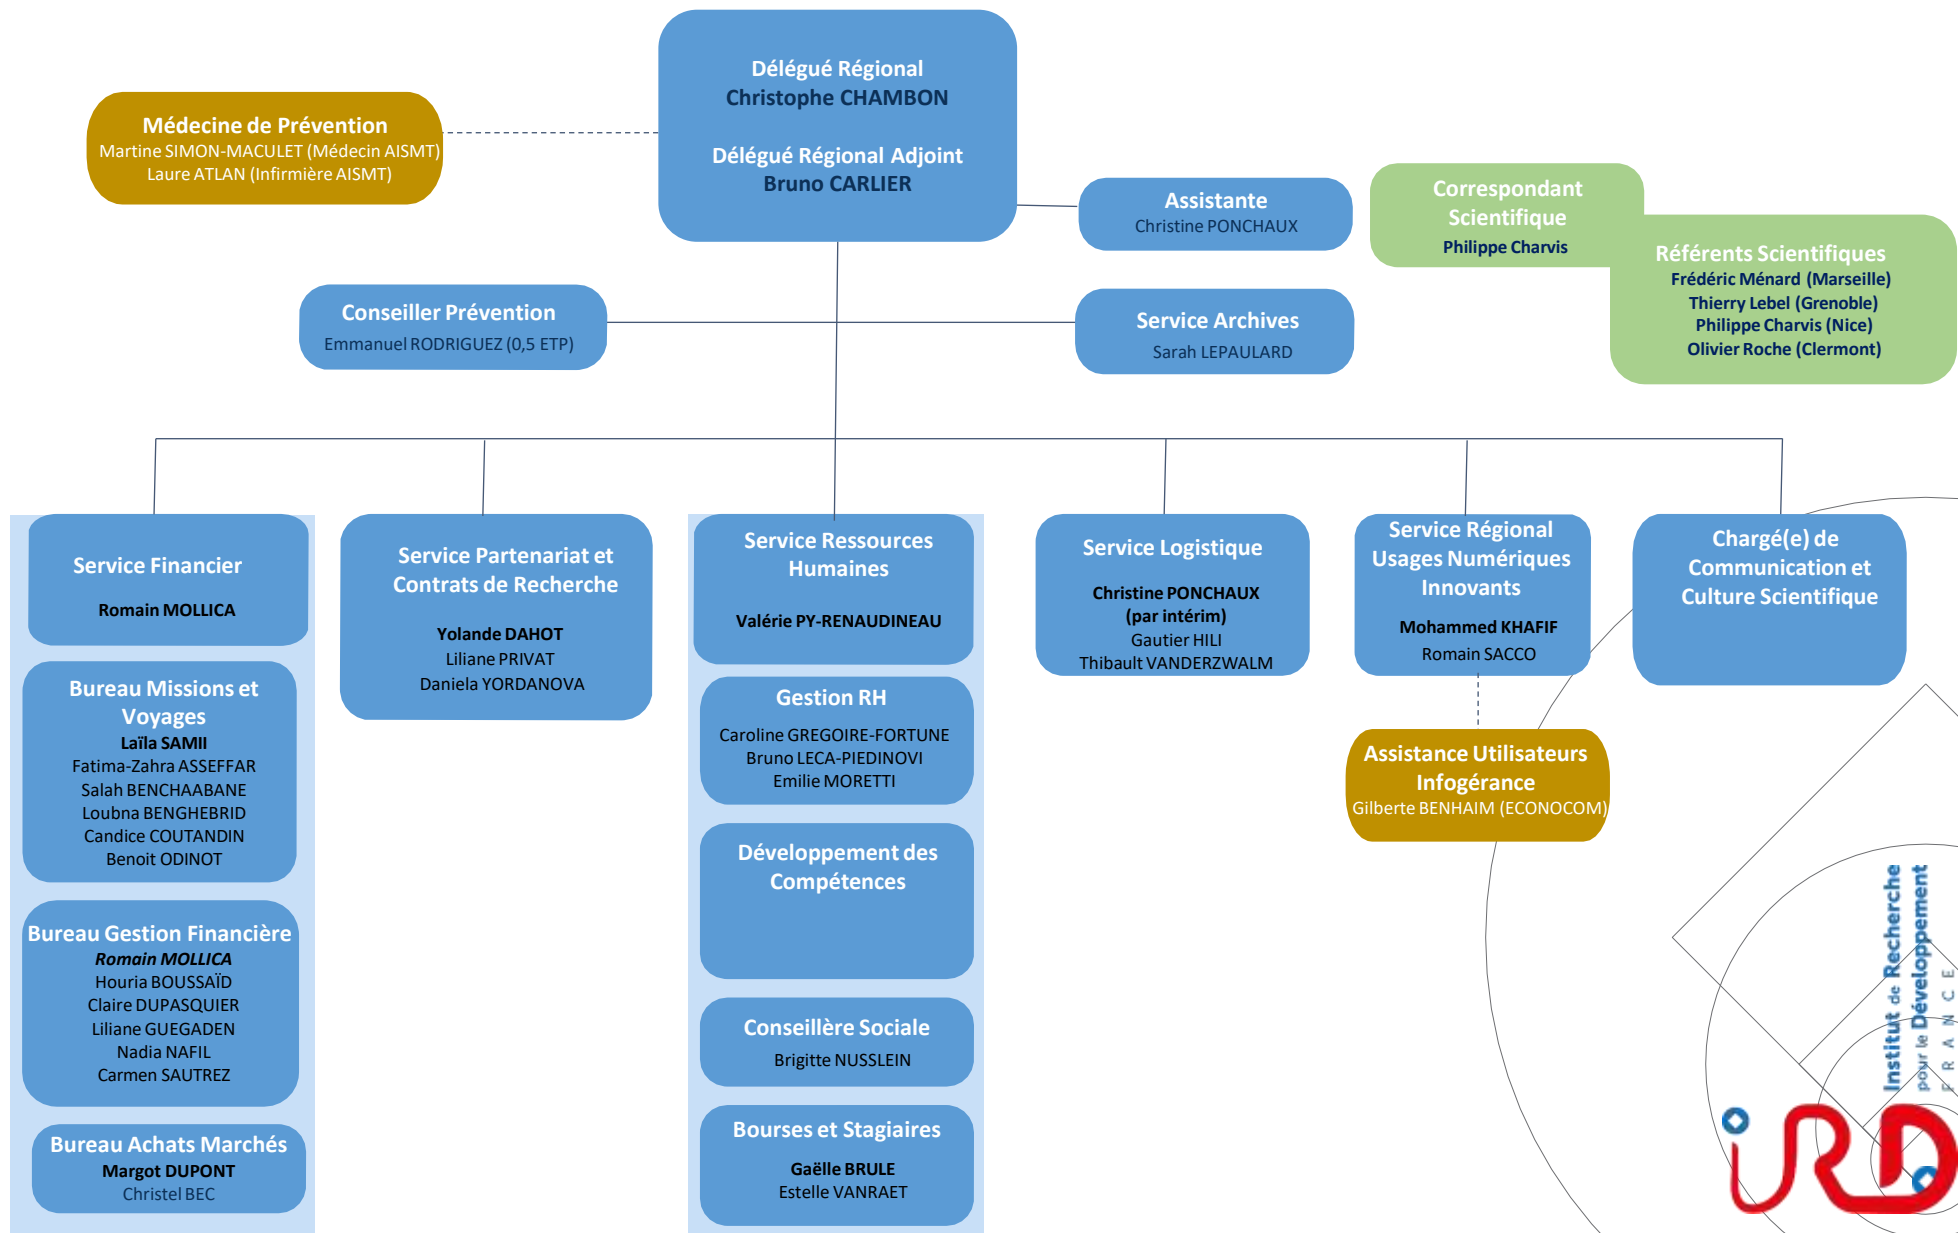 Délégué Régional
Christophe CHAMBON
Délégué Régional Adjoint
Bruno CARLIER
Médecine de Prévention
Martine SIMON-MACULET (Médecin AISMT)
Laure ATLAN (Infirmière AISMT)
Assistante
Christine PONCHAUX
Correspondant
Scientifique
Philippe Charvis
Référents Scientifiques
Frédéric Ménard (Marseille)
Thierry Lebel (Grenoble)
Philippe Charvis (Nice)
Olivier Roche (Clermont)
Conseiller Prévention
Emmanuel RODRIGUEZ (0,5 ETP)
Service Archives
Sarah LEPAULARD
Service Financier
Romain MOLLICA
Bureau Missions et
Voyages
Laïla SAMII
Fatima-Zahra ASSEFFAR
Salah BENCHAABANE
Loubna BENGHEBRID
Candice COUTANDIN
Benoit ODINOT
Bureau Gestion Financière
Romain MOLLICA
Houria BOUSSAÏD
Claire DUPASQUIER
Liliane GUEGADEN
Nadia NAFIL
Carmen SAUTREZ
Bureau Achats Marchés
Margot DUPONT
Christel BEC
Service Partenariat et
Contrats de Recherche
Yolande DAHOT
Liliane PRIVAT
Daniela YORDANOVA
Service Ressources
Humaines
Valérie PY-RENAUDINEAU
Gestion RH
Caroline GREGOIRE-FORTUNE
Bruno LECA-PIEDINOVI
Emilie MORETTI
Développement des
Compétences
Conseillère Sociale
Brigitte NUSSLEIN
Bourses et Stagiaires
Gaëlle BRULE
Estelle VANRAET
Service Logistique
Christine PONCHAUX
(par intérim)
Gautier HILI
Thibault VANDERZWALM
Service Régional
Usages Numériques
Innovants
Mohammed KHAFIF
Romain SACCO
Assistance Utilisateurs
Infogérance
Gilberte BENHAIM (ECONOCOM)
Chargé(e) de
Communication et
Culture Scientifique
Institut de Recherche
pour le Développement
FRANCE
iRD